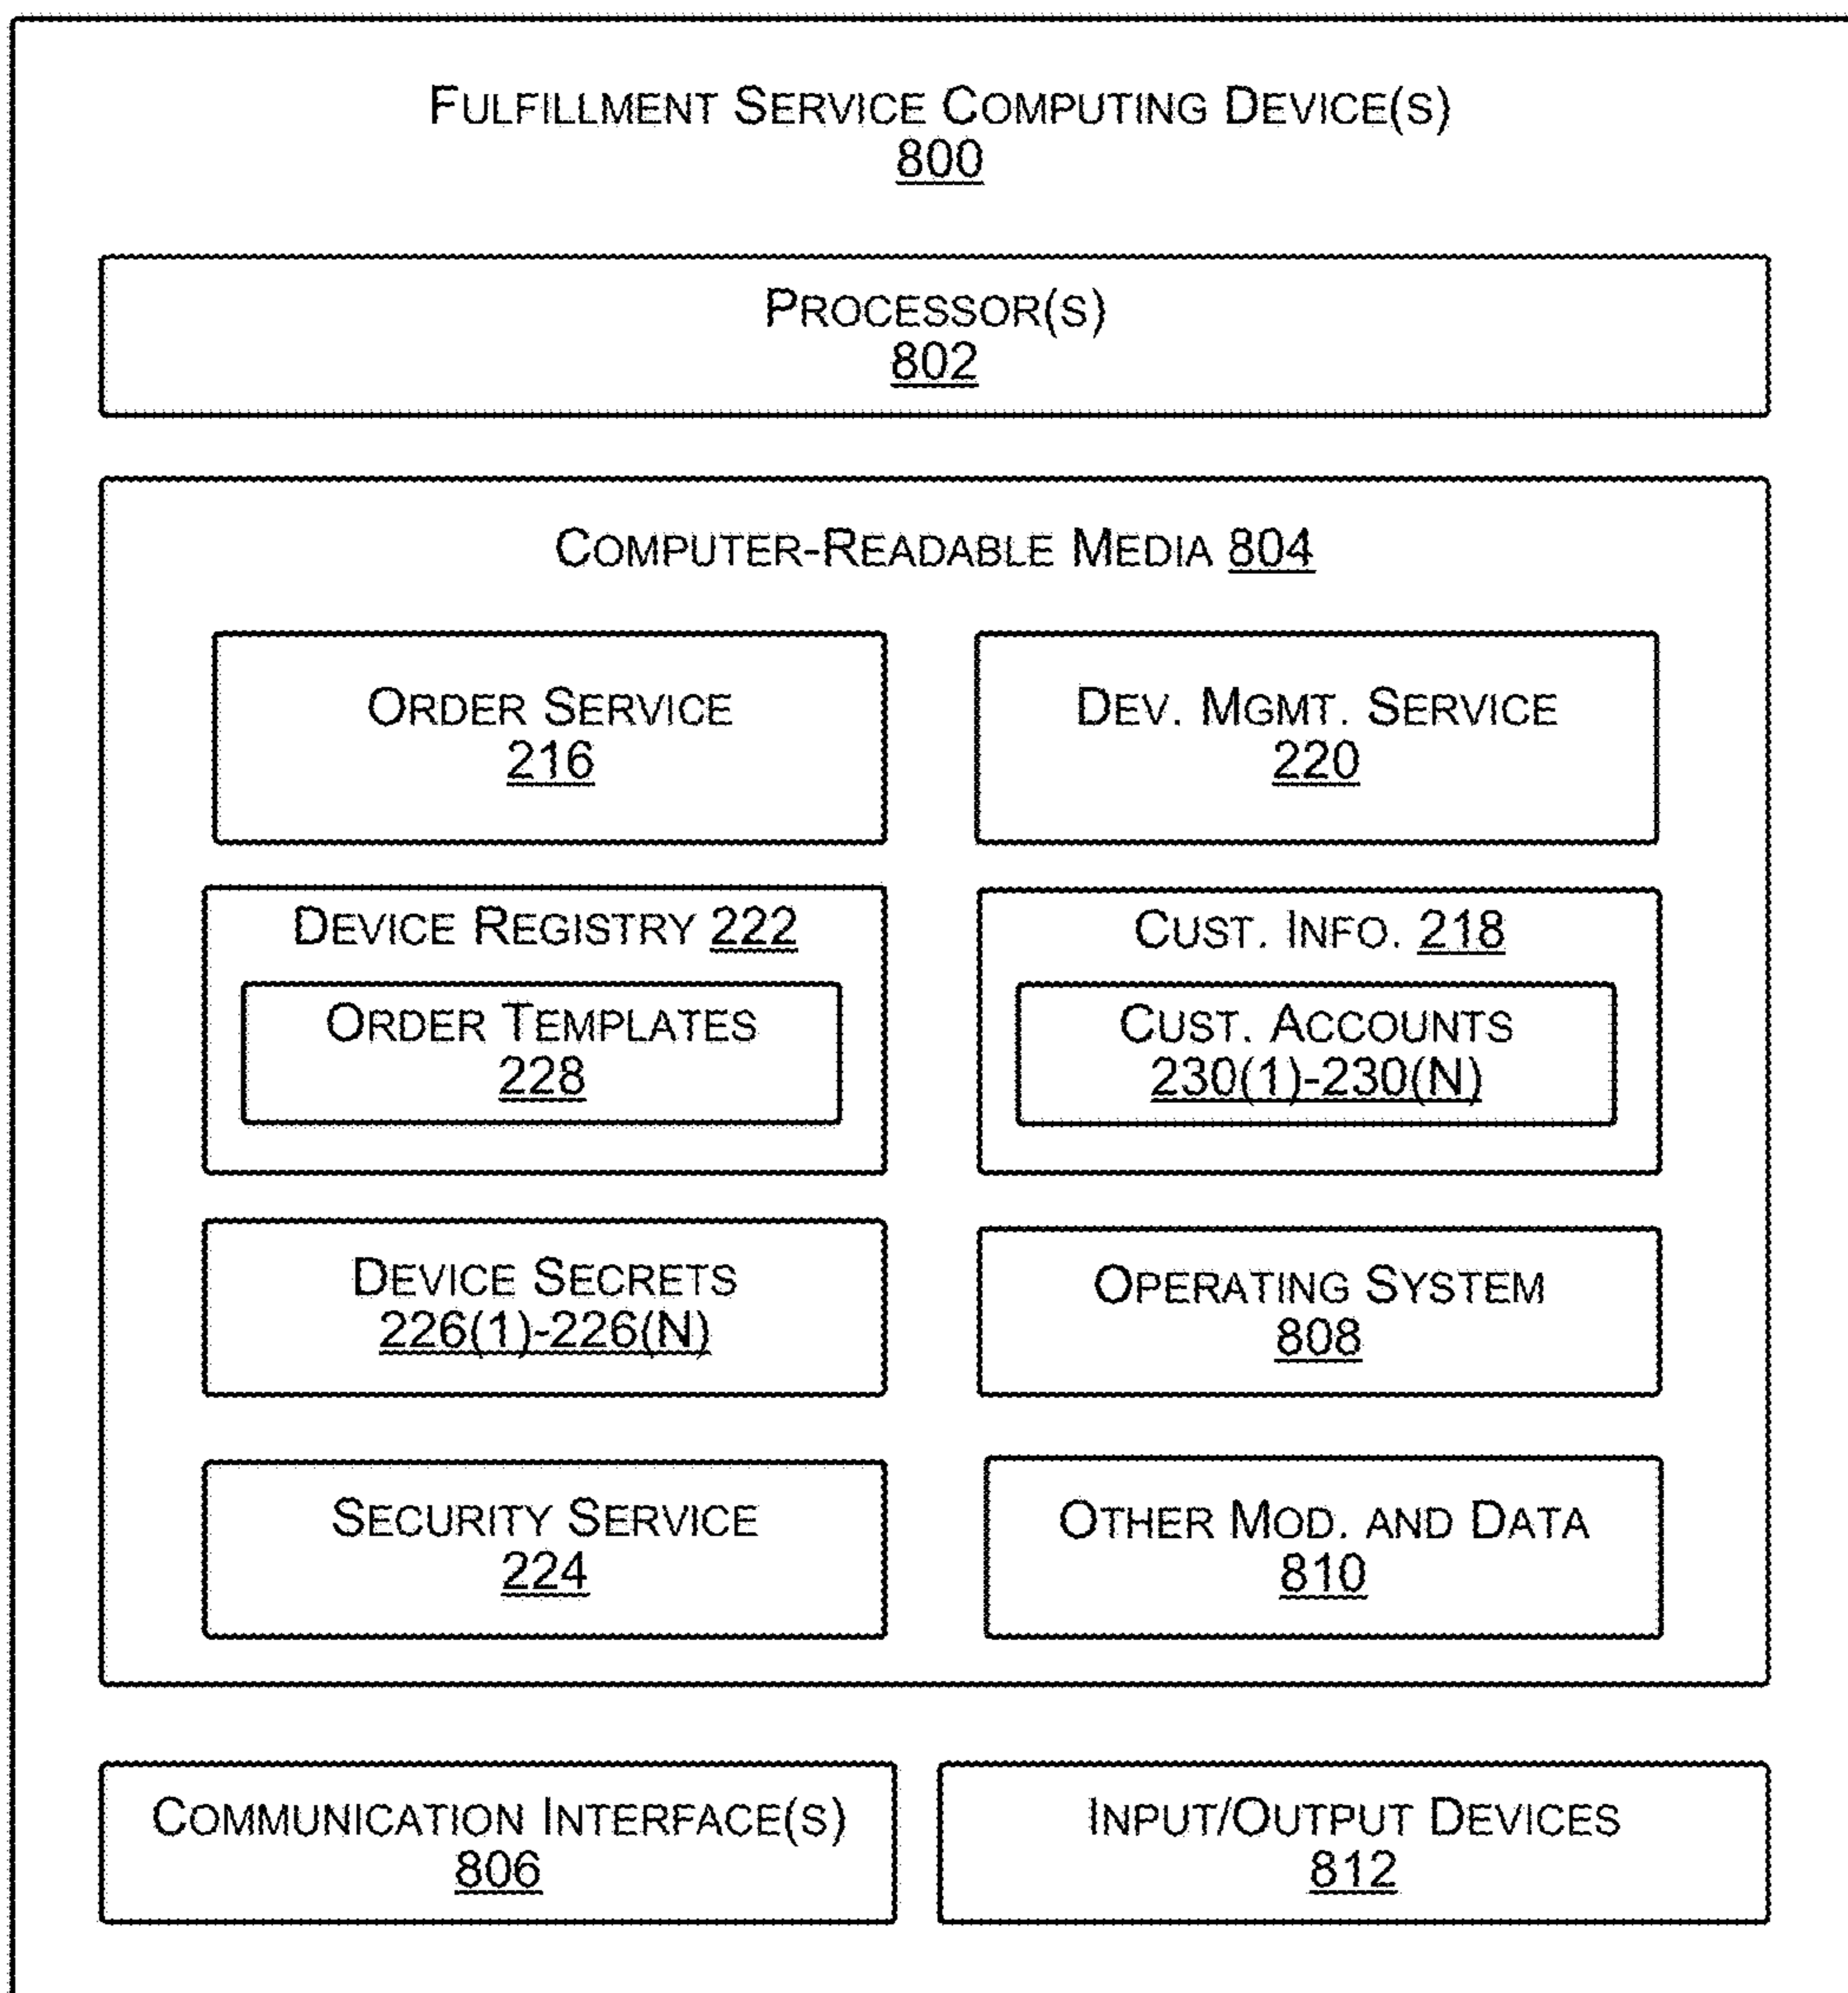 FULFILLMENT SERVICE COMPUTING DEVICE(S)
800
PROCESSOR(S)
802
COMPUTER-READABLE MEDIA 804
ORDER SERVICE
216
DEV. MGMT. SERVICE
220
DEVICE REGISTRY 222
ORDER TEMPLATES
228
CUST. INFO. 218
CUST. ACCOUNTS
230(1)-230(N)
DEVICE SECRETS
226(1)-226(N)
OPERATING SYSTEM
808
SECURITY SERVICE
224
OTHER MOD. AND DATA
810
COMMUNICATION INTERFACE(S)
806
INPUT/OUTPUT DEVICES
812